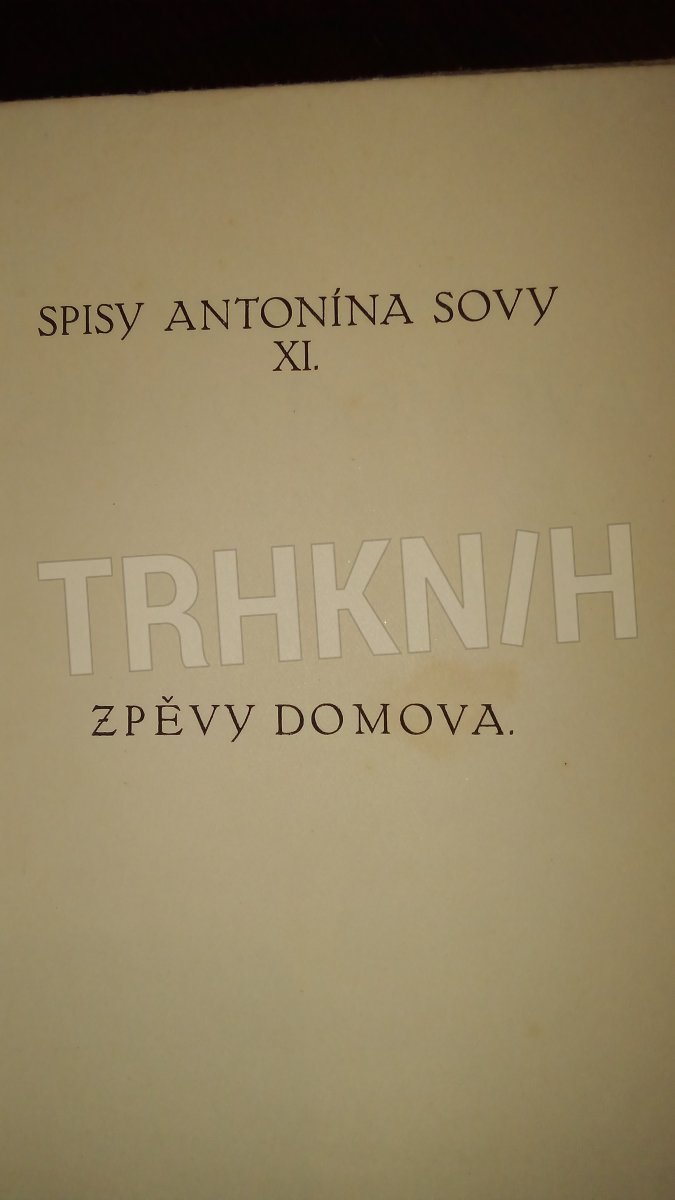 SPISY ANTONÍNA SOVY
XI.
TRHKNIH
ZPĚVY DOMOVA.